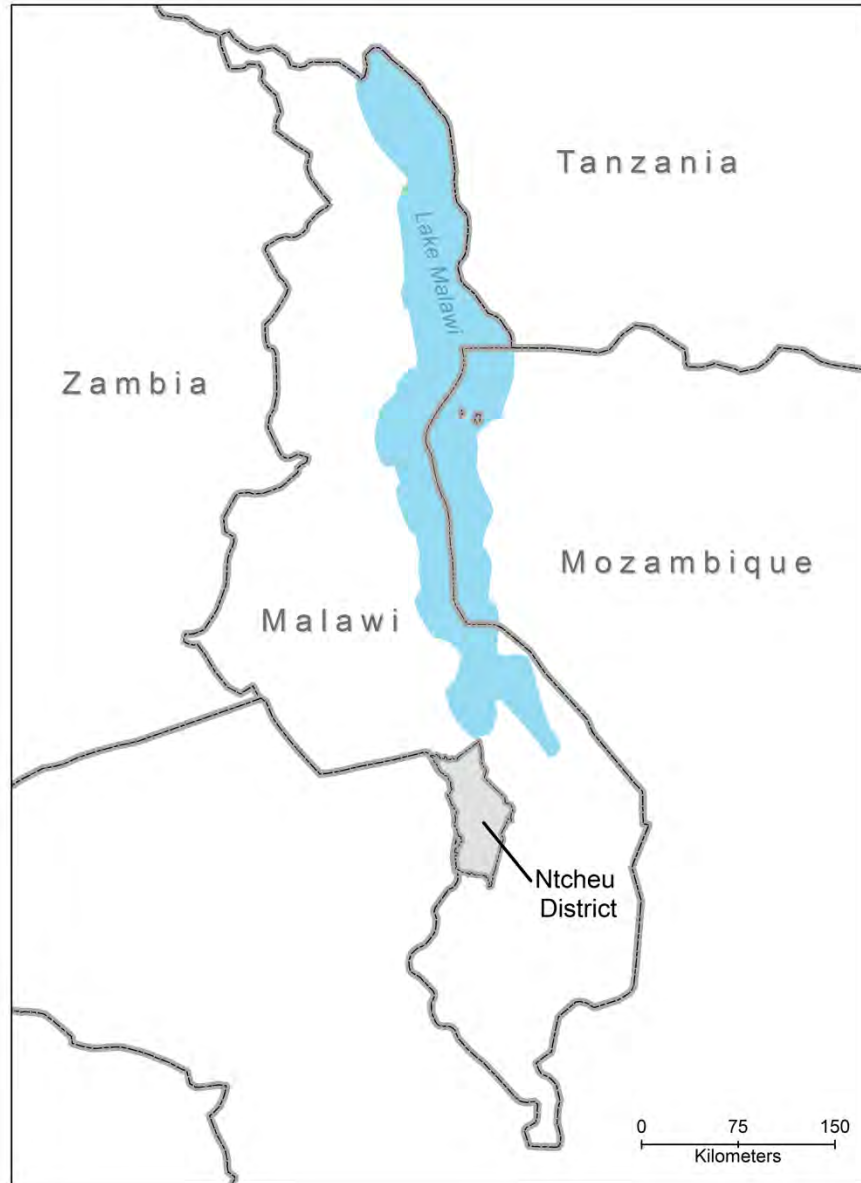 Tanzania
Lake Malawi
Zambia
Mozambique
Malawi
Ntcheu
District
0 75 150
Kilometers